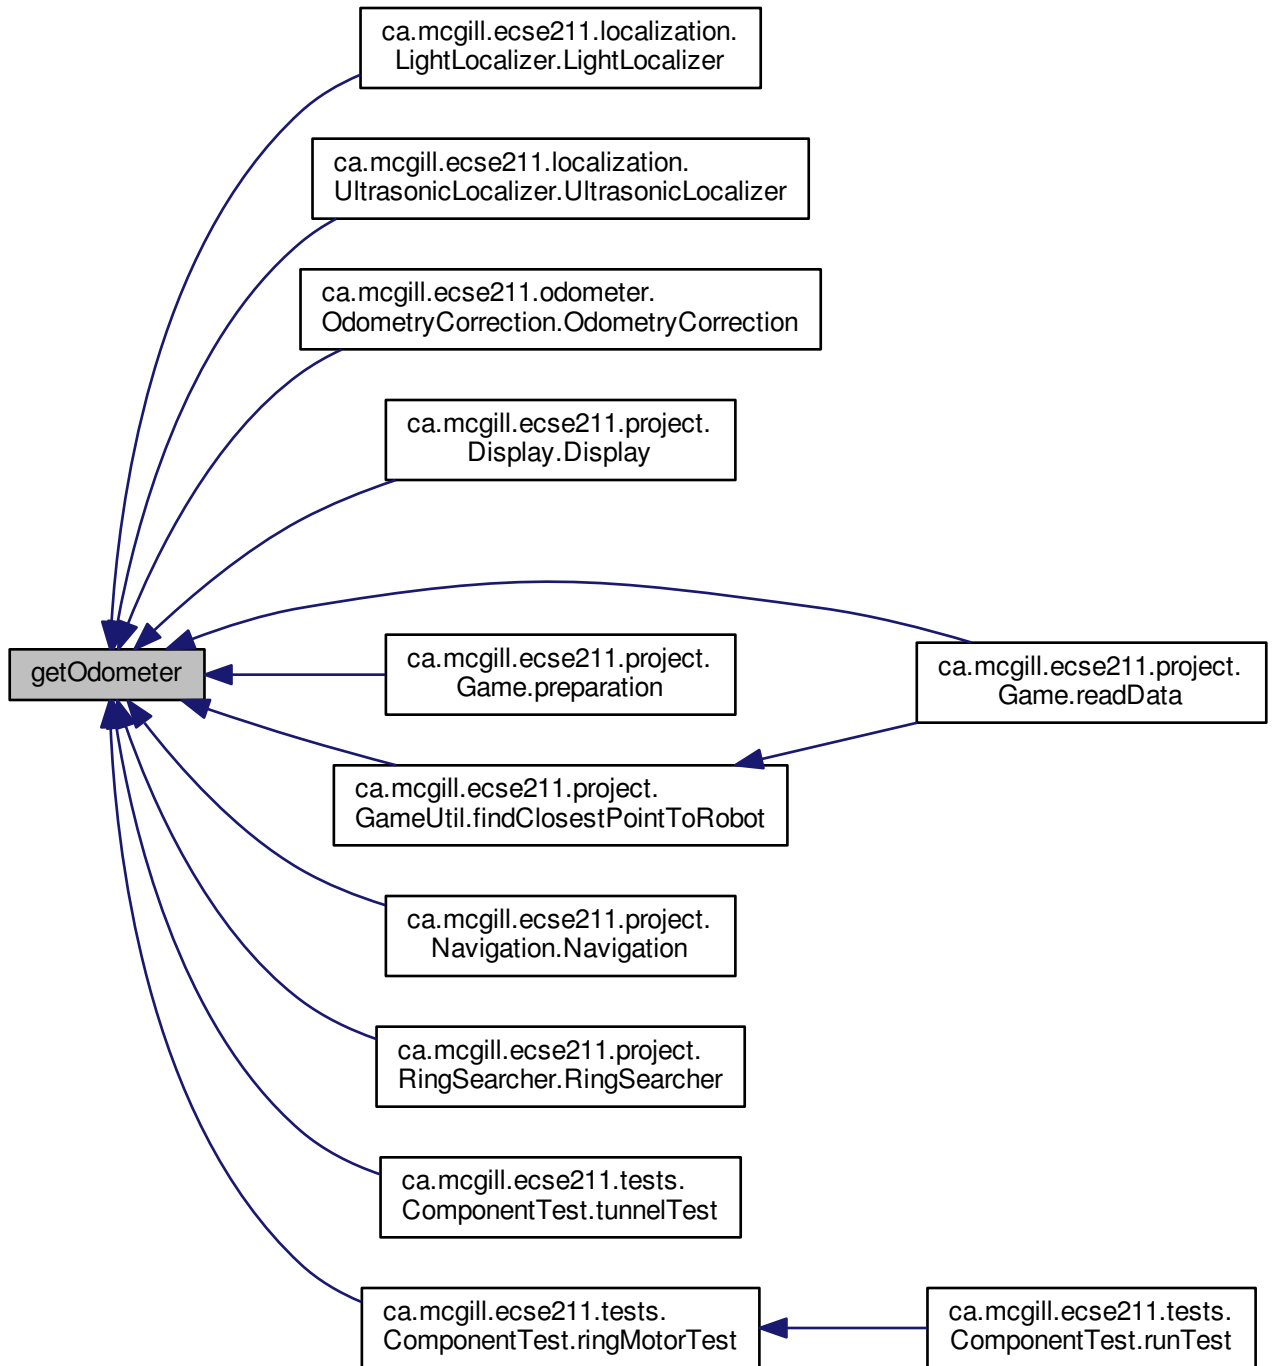 ca.mcgill.ecse211.localization.
LightLocalizer.LightLocalizer
ca.mcgill.ecse211.localization.
UltrasonicLocalizer.UltrasonicLocalizer
ca.mcgill.ecse211.odometer.
OdometryCorrection.OdometryCorrection
ca.mcgill.ecse211.project.
Display.Display
getOdometer
ca.mcgill.ecse211.project.
Game.preparation
ca.mcgill.ecse211.project.
Game.readData
ca.mcgill.ecse211.project.
GameUtil.findClosestPointToRobot
ca.mcgill.ecse211.project.
Navigation.Navigation
ca.mcgill.ecse211.project.
RingSearcher.RingSearcher
ca.mcgill.ecse211.tests.
ComponentTest.tunnelTest
ca.mcgill.ecse211.tests.
ComponentTest.ringMotorTest
ca.mcgill.ecse211.tests.
ComponentTest.runTest